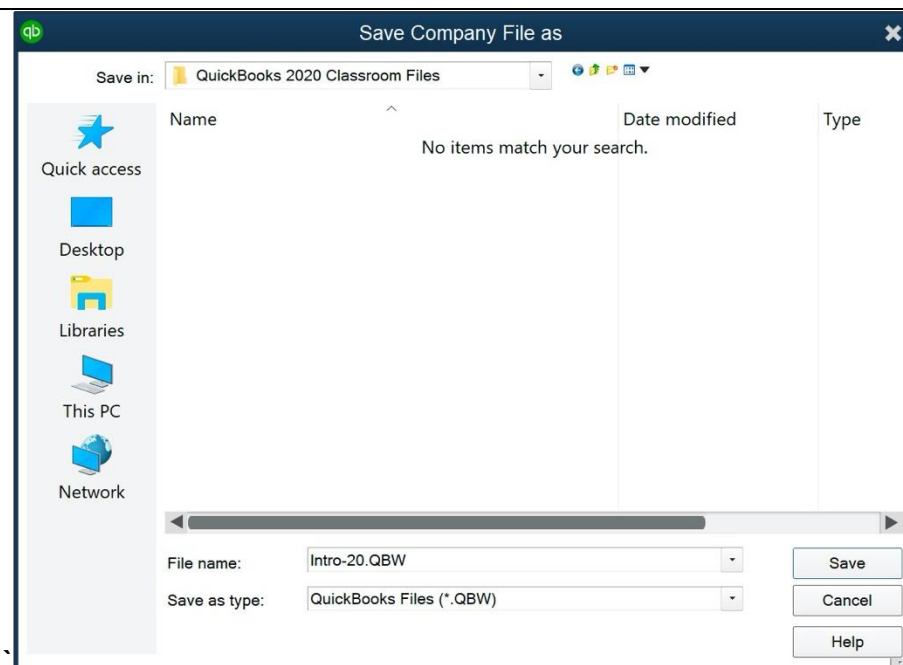 qb
Save Company File as
Save in:
QuickBooks 2020 Classroom Files
Name
Date modified
Type
No items match your search.
Quick access
Desktop
Libraries
This PC
Network
File name:
Intro-20.QBW
Save
Save as type:
QuickBooks Files (*.QBW)
Cancel
Help
`